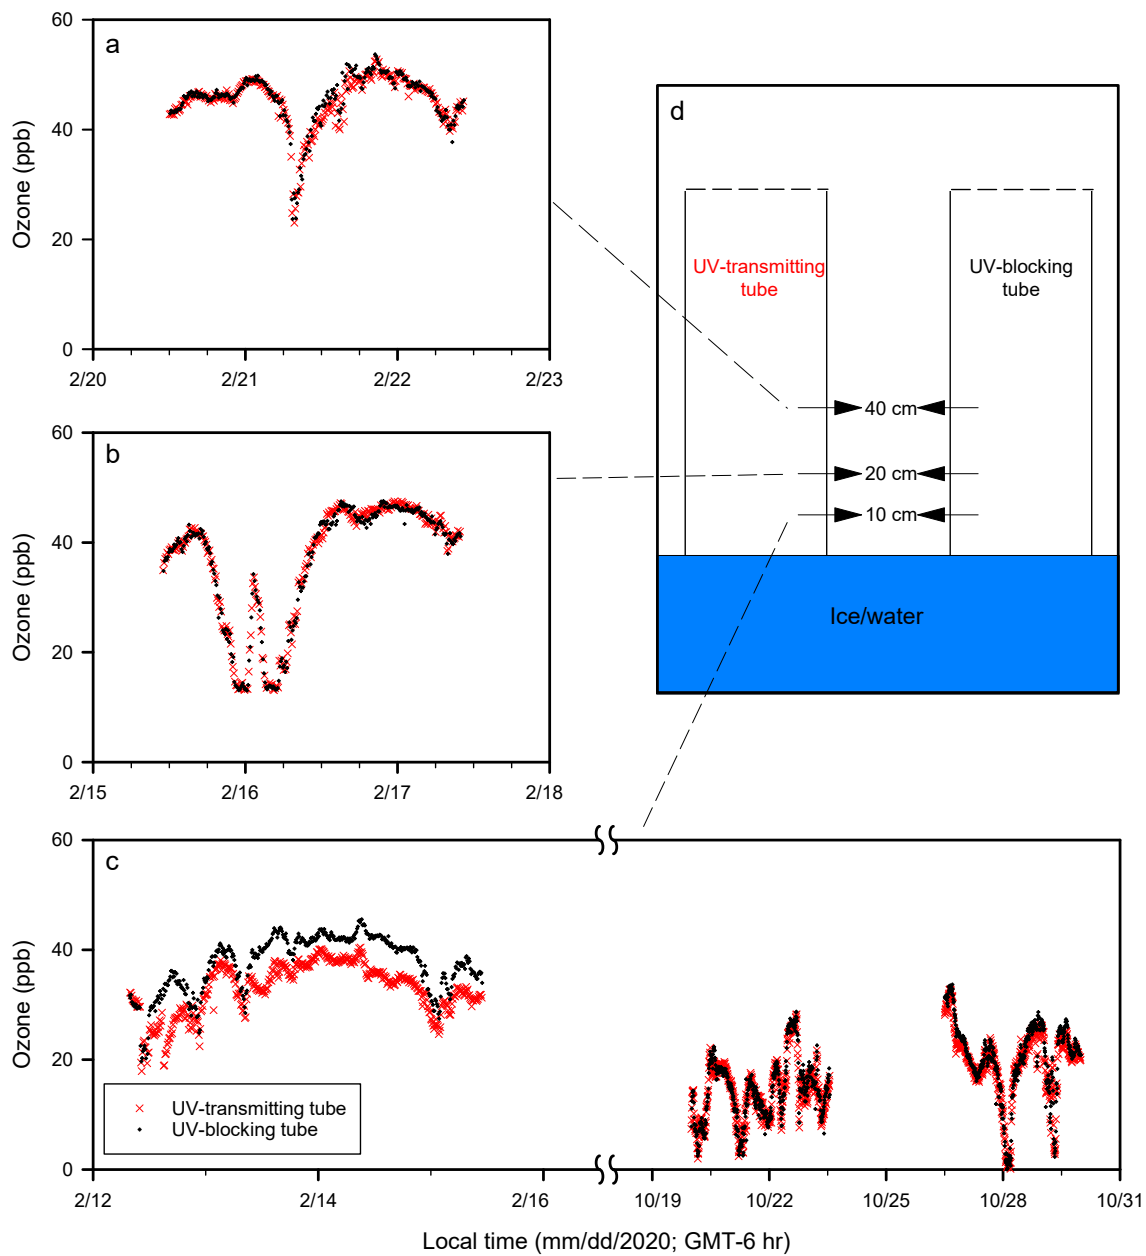 60
a
40
20
0
Ozone (ppb)
2/20
2/21
2/22
2/23
d
UV-transmitting
tube
UV-blocking
tube
40 cm
20 cm
10 cm
Ice/water
60
b
40
20
0
Ozone (ppb)
2/15
2/16
2/17
2/18
60
c
40
20
0
Ozone (ppb)
UV-transmitting tube
UV-blocking tube
2/12
2/14
2/16
10/19
10/22
10/25
10/28
10/31
Local time (mm/dd/2020; GMT-6 hr)